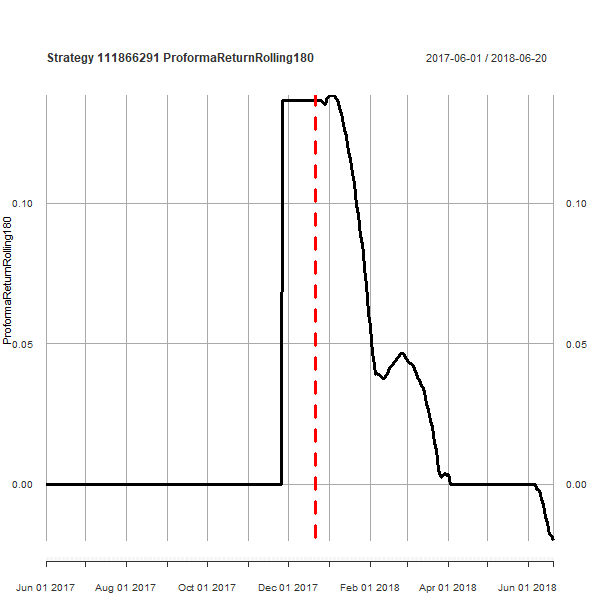 Strategy 111866291 ProformaReturnRolling180
2017-06-01 / 2018-06-20
ProformaReturnRolling180
0.10 0.10
0.05 0.05
0.00 0.00
Jun 01 2017 Aug 01 2017 Oct 01 2017 Dec 01 2017 Feb 01 2018 Apr 01 2018 Jun 01 2018